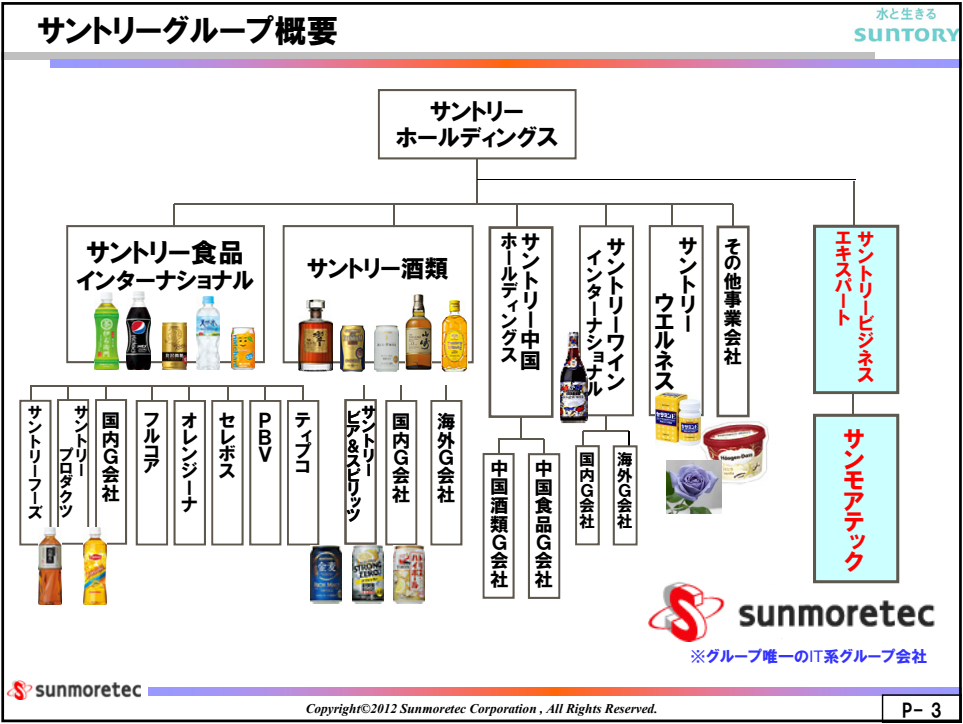 サントリーグループ概要
水と生きる
SUNTORY
サントリー
ホールディングス
サントリー食品
インターナショナル
サントリー酒類
サントリー中国
ホールディングス
サントリーワイン
インターナショナル
サントリー
ウエルネス
その他事業会社
サントリービジネス
エキスパート
サントリーフーズ
サントリー
プロダクツ
国内G会社
フルコア
オレンジーナ
セレボス
PBV
ティプコ
サントリー
ビア&スピリッツ
国内G会社
海外G会社
中国酒類G会社
中国食品G会社
国内G会社
海外G会社
サンモアテック
pepsi
響
山崎
金麦
STRONG
ZERO
Häagen-Dazs
sunmoretec
※グループ唯一のIT系グループ会社
sunmoretec
Copyright©2012 Sunmoretec Corporation , All Rights Reserved.
P- 3